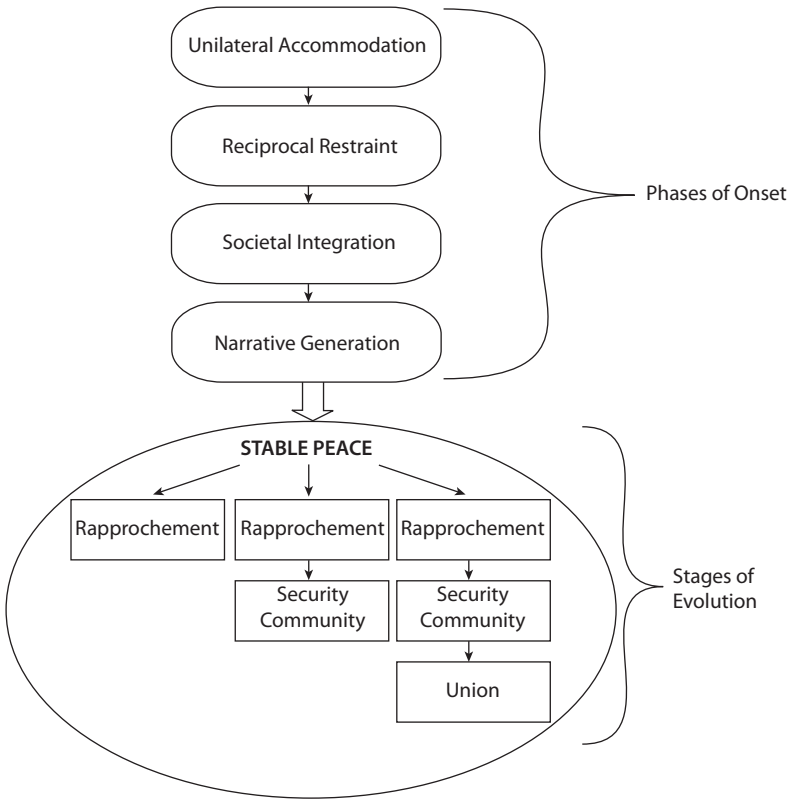 Unilateral Accommodation
Reciprocal Restraint
Phases of Onset
Societal Integration
Narrative Generation
STABLE PEACE
Rapprochement
Rapprochement
Rapprochement
Security
Community
Security
Community
Stages of
Evolution
Union